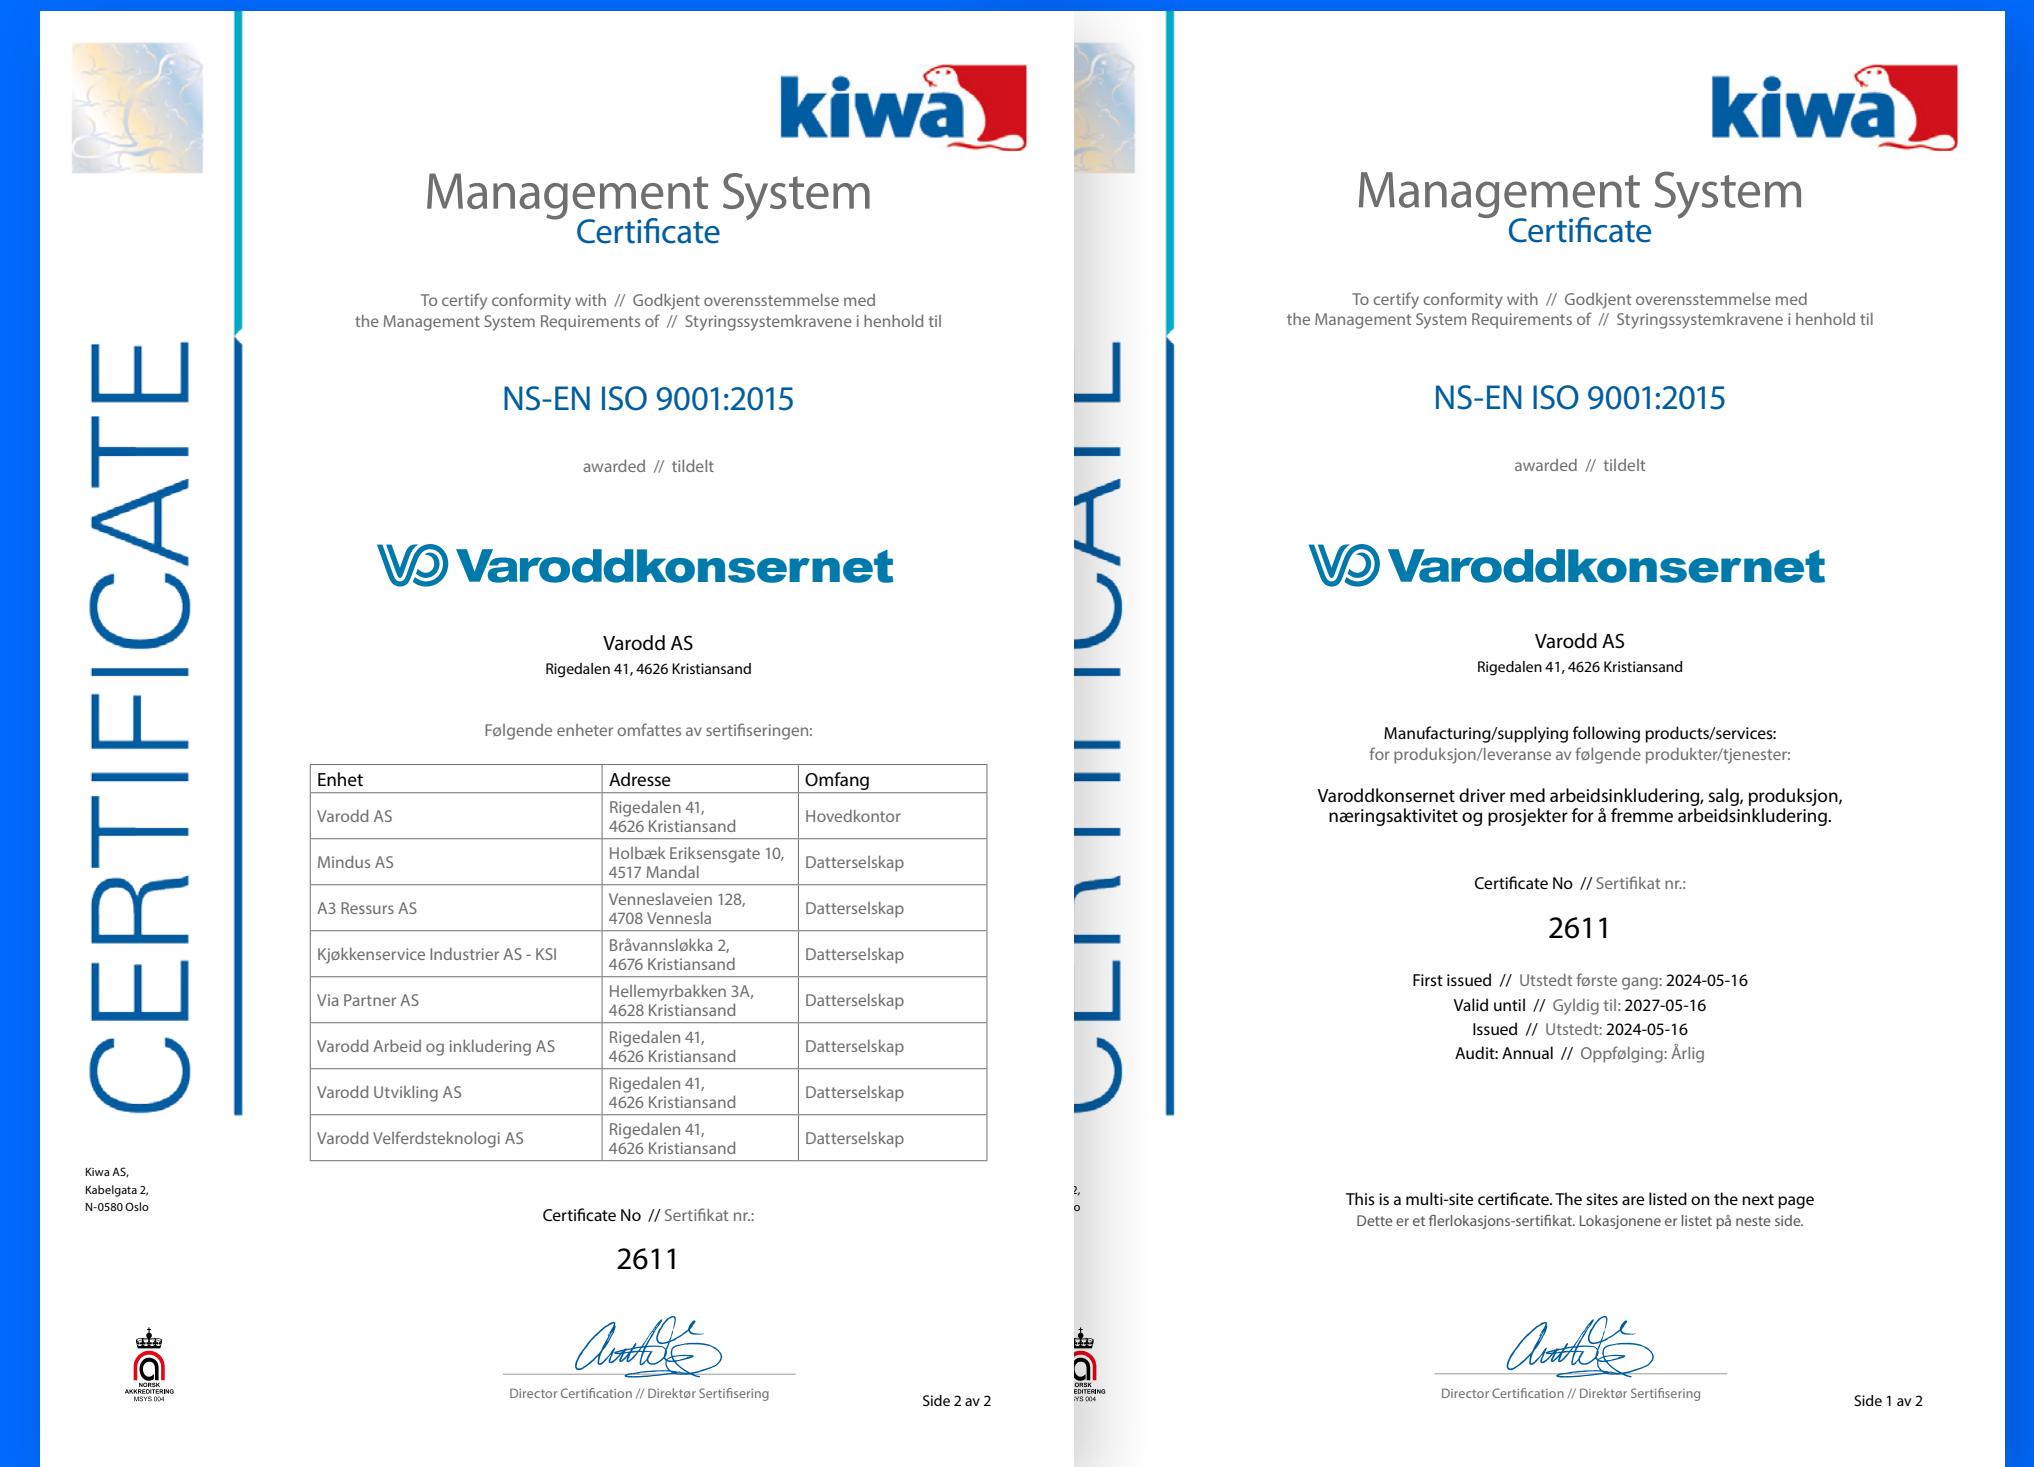 kiwa
Management System
Certificate
To certify conformity with // Godkjent overensstemmelse med
the Management System Requirements of // Styringssystemkravene i henhold til
NS-EN ISO 9001:2015
awarded // tildelt
VO Varoddkonsernet
Varodd AS
Rigedalen 41, 4626 Kristiansand
Følgende enheter omfattes av sertifiseringen:
Enhet Adresse Omfang
Varodd AS Rigedalen 41, Hovedkontor
4626 Kristiansand
Mindus AS Holbæk Eriksensgate 10, Datterselskap
4517 Mandal
A3 Ressurs AS Venneslaveien 128, Datterselskap
4708 Vennesla
Kjøkkenservice Industrier AS - KSI Bråvannsløkka 2, Datterselskap
4676 Kristiansand
Via Partner AS Hellemyrbakken 3A, Datterselskap
4628 Kristiansand
Varodd Arbeid og inkludering AS Rigedalen 41, Datterselskap
4626 Kristiansand
Varodd Utvikling AS Rigedalen 41, Datterselskap
4626 Kristiansand
Varodd Velferdsteknologi AS Rigedalen 41, Datterselskap
4626 Kristiansand
Certificate No // Sertifikat nr.:
2611
Director Certification // Direktør Sertifisering
Side 2 av 2
CERTIFICATE
Kiwa AS,
Kabelgata 2,
N-0580 Oslo
NORSK
AKKREDITERING
MSYS 004
kiwa
Management System
Certificate
To certify conformity with // Godkjent overensstemmelse med
the Management System Requirements of // Styringssystemkravene i henhold til
NS-EN ISO 9001:2015
awarded // tildelt
VO Varoddkonsernet
Varodd AS
Rigedalen 41, 4626 Kristiansand
Manufacturing/supplying following products/services:
for produksjon/leveranse av følgende produkter/tjenester:
Varoddkonsernet driver med arbeidsinkludering, salg, produksjon,
næringsaktivitet og prosjekter for å fremme arbeidsinkludering.
Certificate No // Sertifikat nr.:
2611
First issued // Utstedt første gang: 2024-05-16
Valid until // Gyldig til: 2027-05-16
Issued // Utstedt: 2024-05-16
Audit: Annual // Oppfølging: Årlig
This is a multi-site certificate. The sites are listed on the next page
Dette er et flerlokasjons-sertifikat. Lokasjonene er listet på neste side.
Director Certification // Direktør Sertifisering
Side 1 av 2